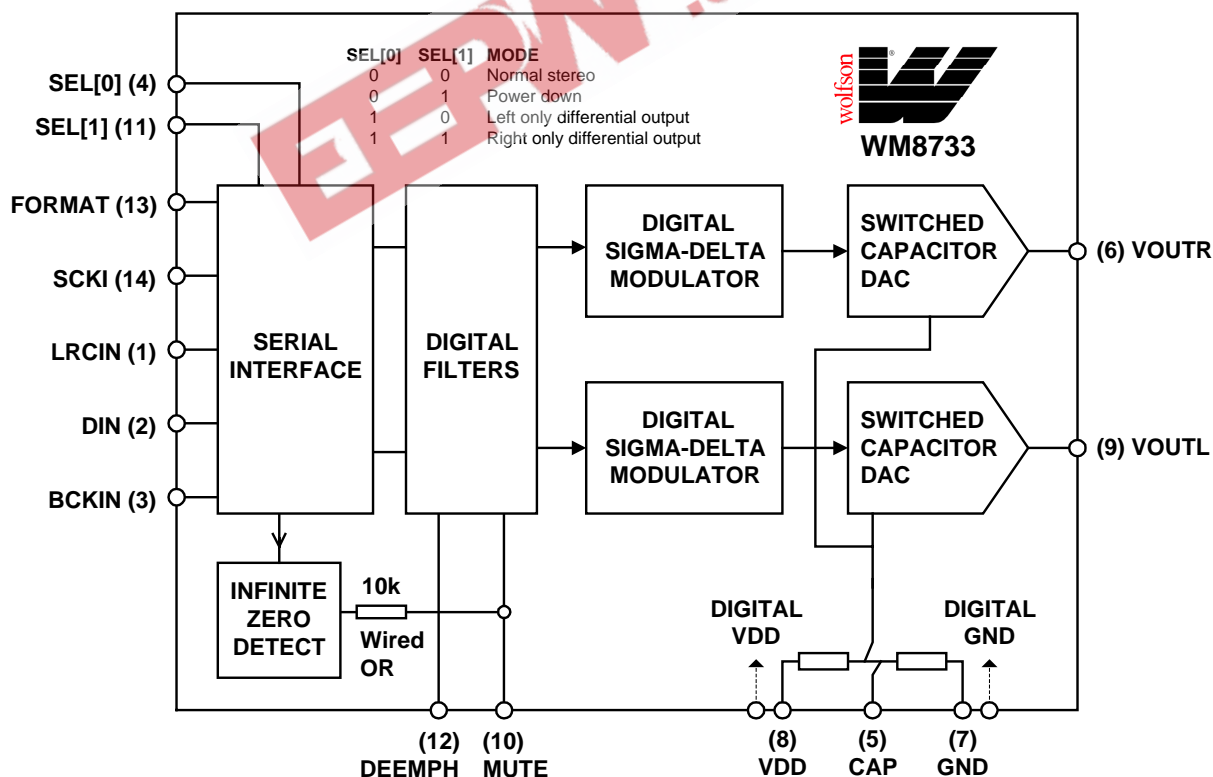 EEPW
SEL[0] SEL[1] MODE
0 0 Normal stereo
0 1 Power down
1 0 Left only differential output
1 1 Right only differential output
wolfson
®
WM8733
SEL[0] (4)
SEL[1] (11)
FORMAT (13)
SCKI (14)
LRCIN (1)
DIN (2)
BCKIN (3)
SERIAL
INTERFACE
DIGITAL
FILTERS
DIGITAL
SIGMA-DELTA
MODULATOR
SWITCHED
CAPACITOR
DAC
(6) VOUTR
DIGITAL
SIGMA-DELTA
MODULATOR
SWITCHED
CAPACITOR
DAC
(9) VOUTL
INFINITE
ZERO
DETECT
10k
Wired
OR
DIGITAL
VDD
DIGITAL
GND
(12)
DEEMPH
(10)
MUTE
(8)
VDD
(5)
CAP
(7)
GND